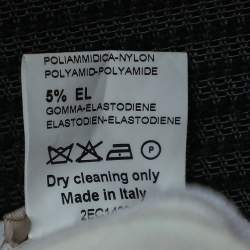 POLIAMMIDICA-NYLON
POLYAMID-POLYAMIDE
5% EL
GOMMA-ELASTODIENE
ELASTODIEN-ELASTODIENE
P
Dry cleaning only
Made in Italy